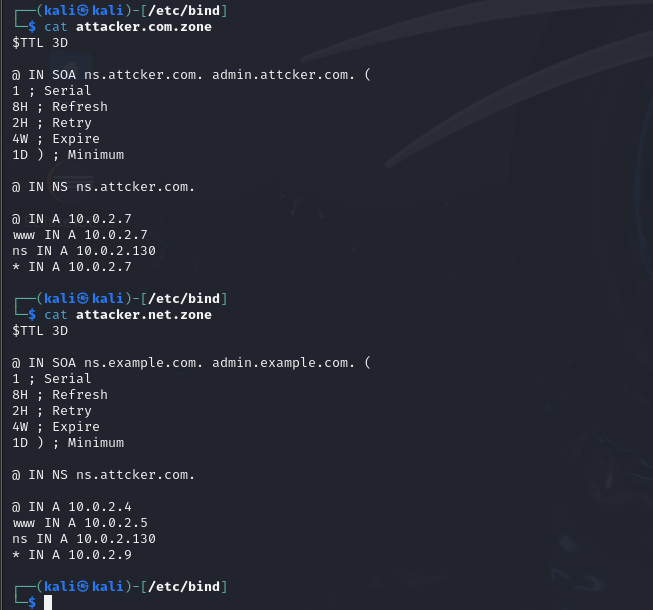 ┌──(kali㉿kali)-[/etc/bind]
└─$ cat attacker.com.zone
$TTL 3D
@ IN SOA ns.attcker.com. admin.attcker.com. (
1 ; Serial
8H ; Refresh
2H ; Retry
4W ; Expire
1D ) ; Minimum
@ IN NS ns.attcker.com.
@ IN A 10.0.2.7
www IN A 10.0.2.7
ns IN A 10.0.2.130
* IN A 10.0.2.7
┌──(kali㉿kali)-[/etc/bind]
└─$ cat attacker.net.zone
$TTL 3D
@ IN SOA ns.example.com. admin.example.com. (
1 ; Serial
8H ; Refresh
2H ; Retry
4W ; Expire
1D ) ; Minimum
@ IN NS ns.attcker.com.
@ IN A 10.0.2.4
www IN A 10.0.2.5
ns IN A 10.0.2.130
* IN A 10.0.2.9
┌──(kali㉿kali)-[/etc/bind]
└─$